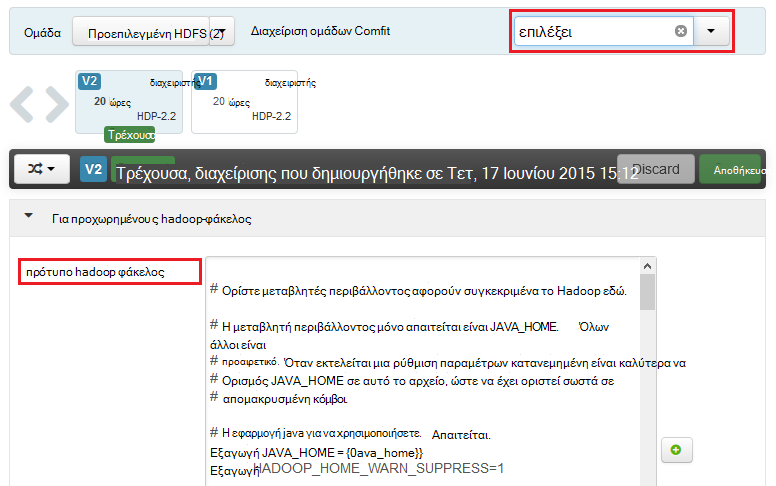 Ομάδα Προεπιλεγμένη HDFS (2) Διαχείριση ομάδων Comfit επιλέξει
V2 διαχειριστής V1 διαχειριστής
20 ώρες 20 ώρες
HDP-2.2 HDP-2.2
Τρέχουσα
V2 Τρέχουσα, διαχείρισης που δημιουργήθηκε σε Τετ, 17 Ιουνίου 2015 15:12 Discard Αποθήκευσ
Για προχωρημένους hadoop-φάκελος
πρότυπο hadoop φάκελος
# Ορίστε μεταβλητές περιβάλλοντος αφορούν συγκεκριμένα το Hadoop εδώ.
# Η μεταβλητή περιβάλλοντος μόνο απαιτείται είναι JAVA_HOME. Όλων
άλλοι είναι
# προαιρετικό. Όταν εκτελείται μια ρύθμιση παραμέτρων κατανεμημένη είναι καλύτερα να
# Ορισμός JAVA_HOME σε αυτό το αρχείο, ώστε να έχει οριστεί σωστά σε
# απομακρυσμένη κόμβοι.
# Η εφαρμογή java για να χρησιμοποιήσετε. Απαιτείται.
Εξαγωγή JAVA_HOME = {0ava_home}}
Εξαγωγή HADOOP_HOME_WARN_SUPPRESS=1